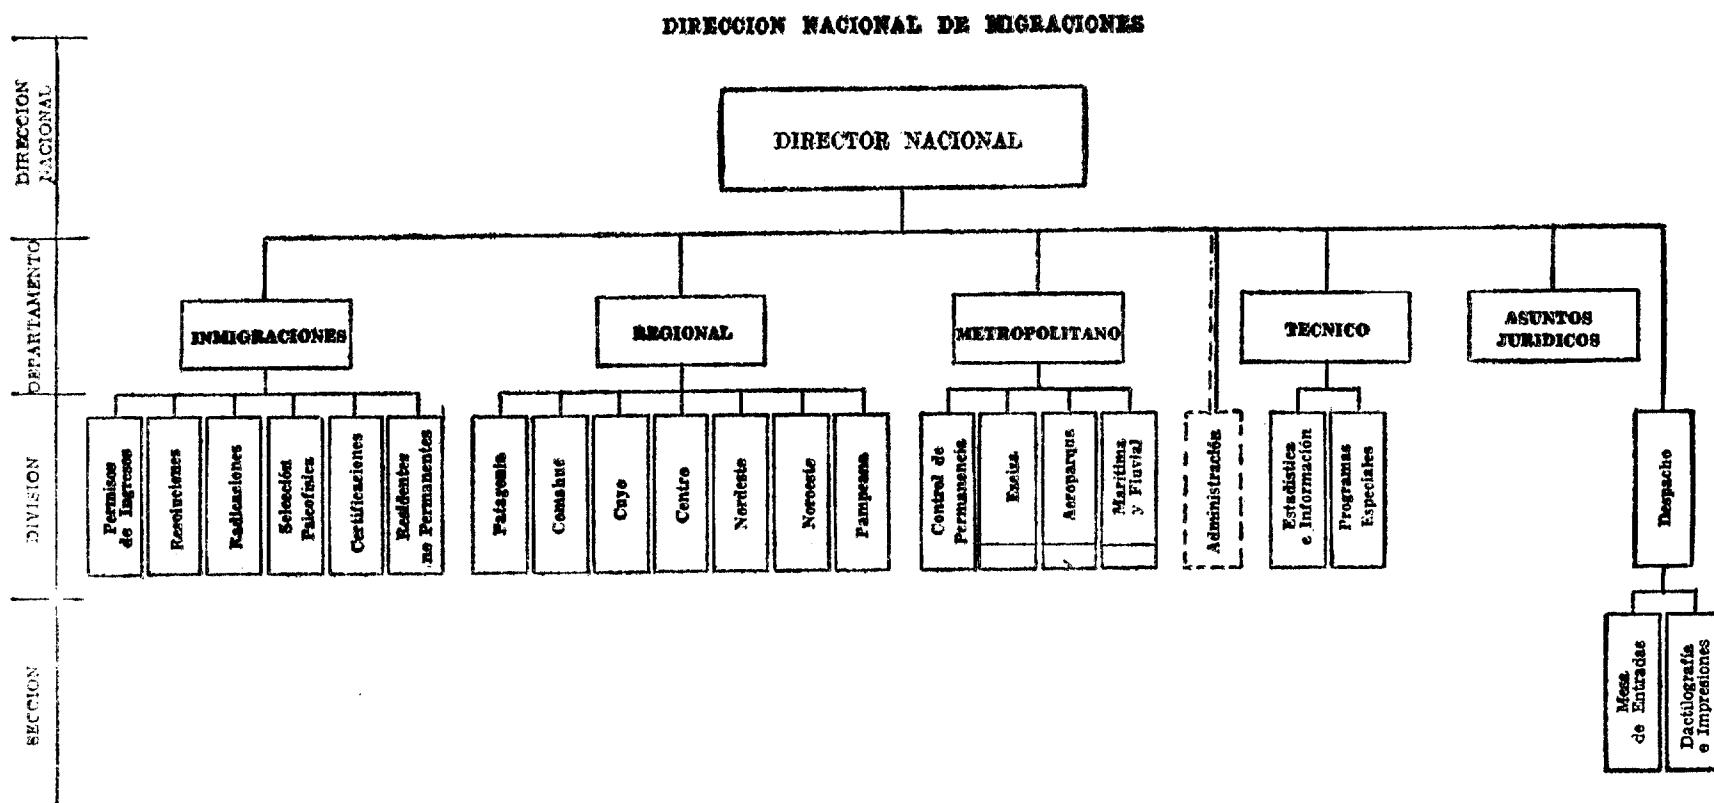 DIRECCION NACIONAL DE MIGRACIONES
DIRECCION
NACIONAL
DIRECTOR NACIONAL
DEPARTAMENTO
INMIGRACIONES
REGIONAL
METROPOLITANO
TECNICO
ASUNTOS
JURIDICOS
DIVISION
Permisos
de Ingresos
Resoluciones
Radicaciones
Selección
Psicofísica
Certificaciones
Residentes
no Permanentes
Patagonia
Comahue
Cuyo
Centro
Nordeste
Noroeste
Pampeana
Control de
Permanencia
Ezeiza
Aeroparque
Marítima
y Fluvial
Administración
Estadística
e Información
Programas
Especiales
Despacho
SECCION
Mesa
de Entradas
Dactilografía
e Impresiones